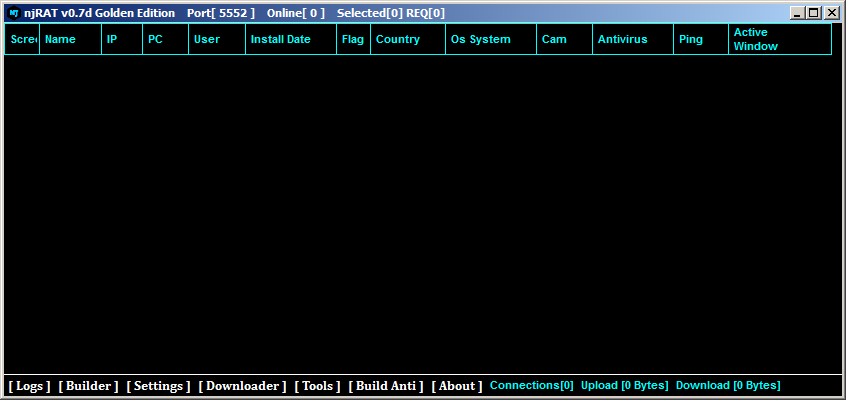 NJ njRAT v0.7d Golden Edition Port[ 5552 ] Online[ 0 ] Selected[0] REQ[0]
Scree Name IP PC User Install Date Flag Country Os System Cam Antivirus Ping Active
Window
[ Logs ] [ Builder ] [ Settings ] [ Downloader ] [ Tools ] [ Build Anti ] [ About ] Connections[0] Upload [0 Bytes] Download [0 Bytes]